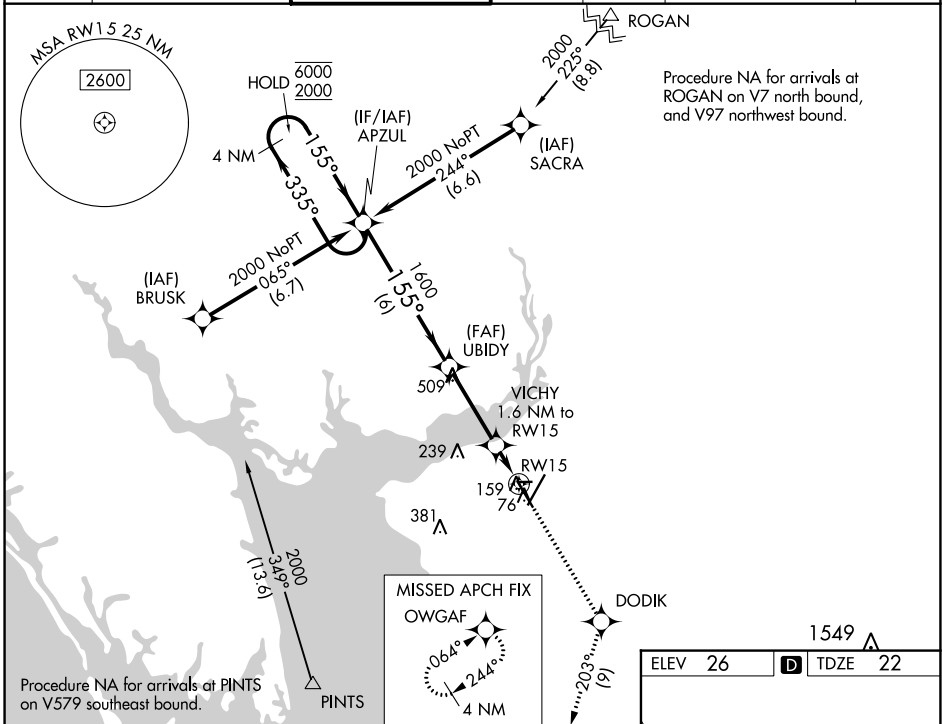 MSA RW15 25 NM
2600
HOLD
6000
2000
4 NM
155°
335°
(IF/IAF)
APZUL
2000 NoPT
244°
(6.6)
(IAF)
SACRA
2000
225°
(8.8)
ROGAN
Procedure NA for arrivals at
ROGAN on V7 north bound,
and V97 northwest bound.
(IAF)
BRUSK
2000 NoPT
065°
(6.7)
1600
155°
(6)
(FAF)
UBIDY
509
VICHY
1.6 NM to
RW15
239
RW15
159
76
381
2000
349°
(13.6)
PINTS
Procedure NA for arrivals at PINTS
on V579 southeast bound.
MISSED APCH FIX
OWGAF
064°
244°
4 NM
DODIK
203°
(9)
1549
ELEV 26
D
TDZE 22